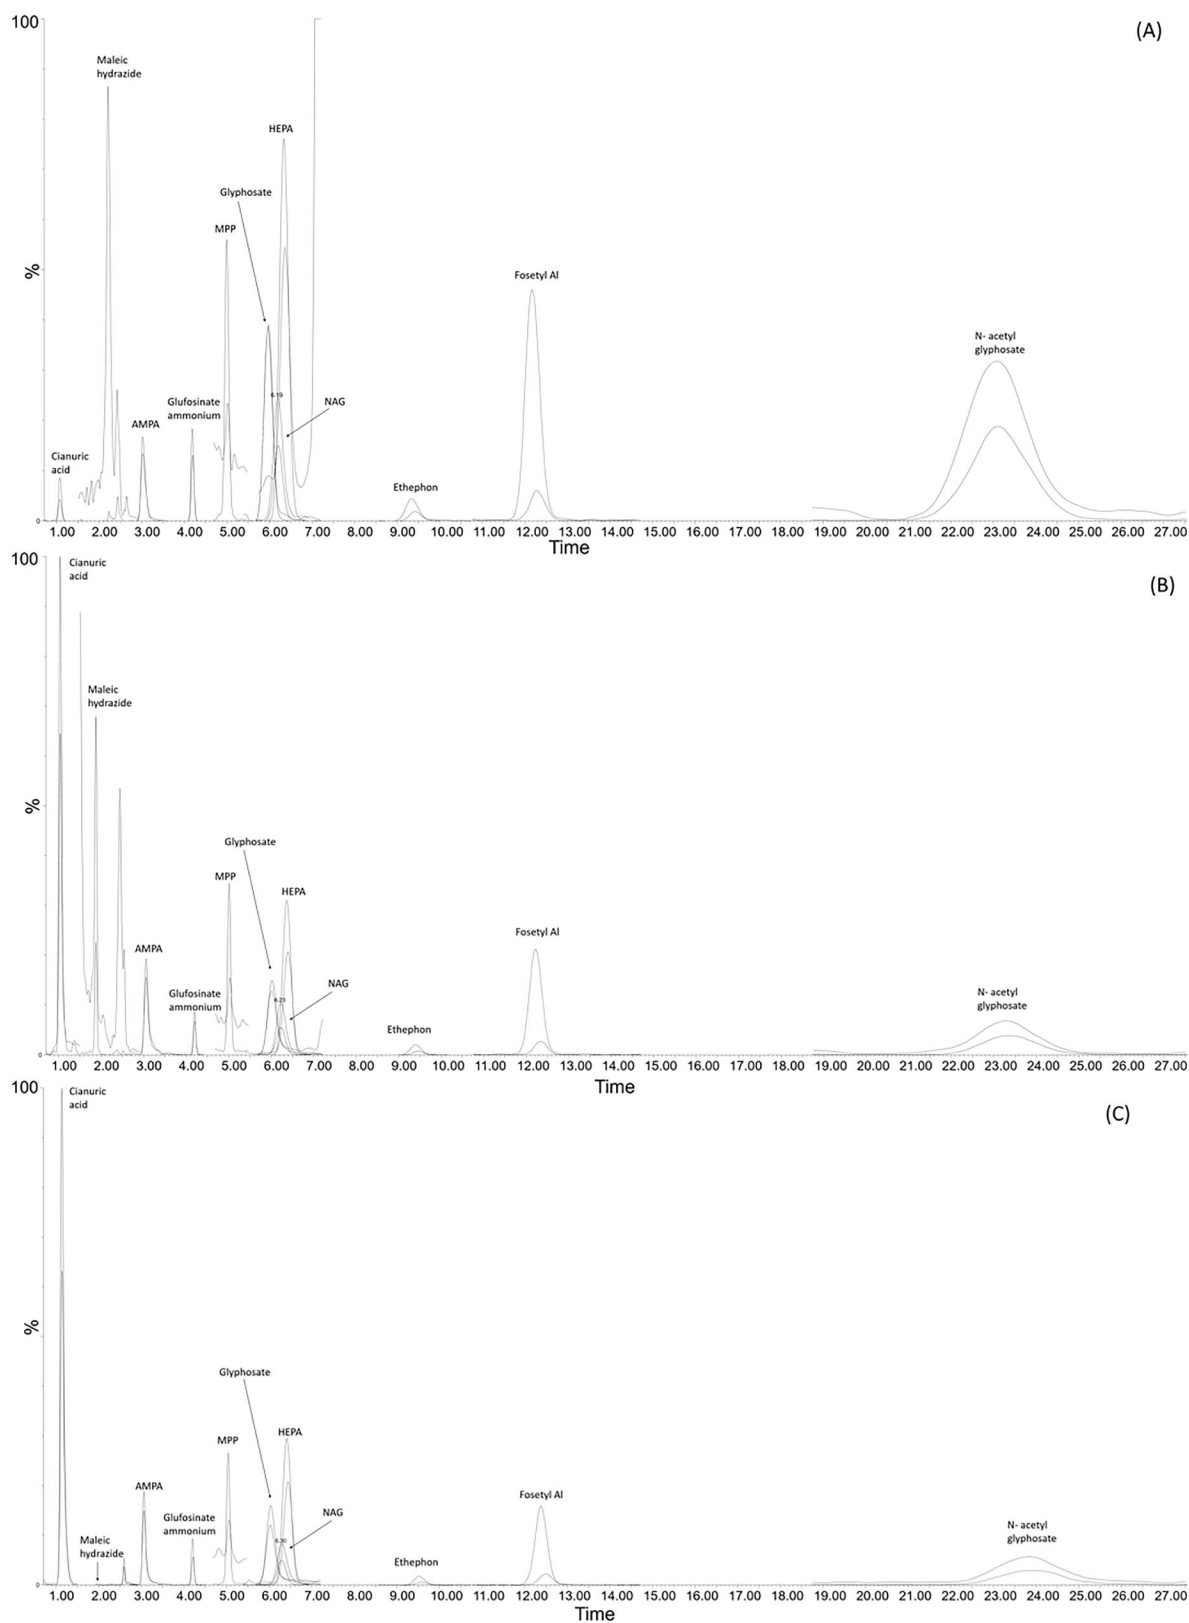 100
(A)
Maleic
hydrazide
HEPA
Glyphosate
MPP
%
Fosetyl Al
N- acetyl
glyphosate
6.19
NAG
Glufosinate
ammonium
AMPA
Cianuric
acid
Ethephon
0
1.00 2.00 3.00 4.00 5.00 6.00 7.00 8.00 9.00 10.00 11.00 12.00 13.00 14.00 15.00 16.00 17.00 18.00 19.00 20.00 21.00 22.00 23.00 24.00 25.00 26.00 27.00
Time
100
Cianuric
acid
(B)
Maleic
hydrazide
%
Glyphosate
MPP
HEPA
Fosetyl Al
AMPA
NAG
Glufosinate
ammonium
6.23
N- acetyl
glyphosate
Ethephon
0
1.00 2.00 3.00 4.00 5.00 6.00 7.00 8.00 9.00 10.00 11.00 12.00 13.00 14.00 15.00 16.00 17.00 18.00 19.00 20.00 21.00 22.00 23.00 24.00 25.00 26.00 27.00
Time
100
Cianuric
acid
(C)
%
Glyphosate
HEPA
MPP
AMPA
Fosetyl Al
NAG
Glufosinate
ammonium
N- acetyl
glyphosate
Maleic
hydrazide
6.30
Ethephon
0
1.00 2.00 3.00 4.00 5.00 6.00 7.00 8.00 9.00 10.00 11.00 12.00 13.00 14.00 15.00 16.00 17.00 18.00 19.00 20.00 21.00 22.00 23.00 24.00 25.00 26.00 27.00
Time